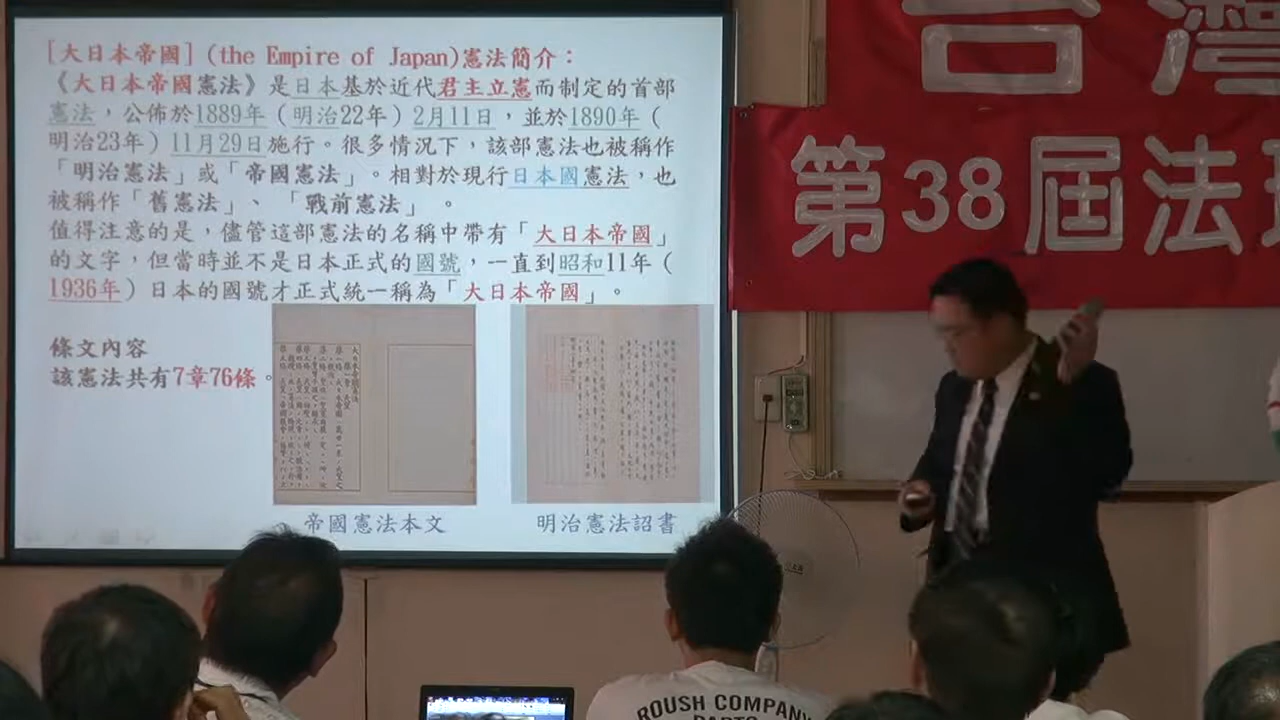 [大日本帝國] (the Empire of Japan)憲法簡介：
《大日本帝國憲法》是日本基於近代君主立憲而制定的首部
憲法，公佈於1889年（明治22年）2月11日，並於1890年（
明治23年）11月29日施行。很多情況下，該部憲法也被稱作
「明治憲法」或「帝國憲法」。相對於現行日本國憲法，也
被稱作「舊憲法」、「戰前憲法」。
值得注意的是，儘管這部憲法的名稱中帶有「大日本帝國」
的文字，但當時並不是日本正式的國號，一直到昭和11年（
1936年）日本的國號才正式統一稱為「大日本帝國」。
條文內容
該憲法共有7章76條。
帝國憲法本文
明治憲法詔書
台灣
第38屆法
ROUSH COMPANY
PARTS